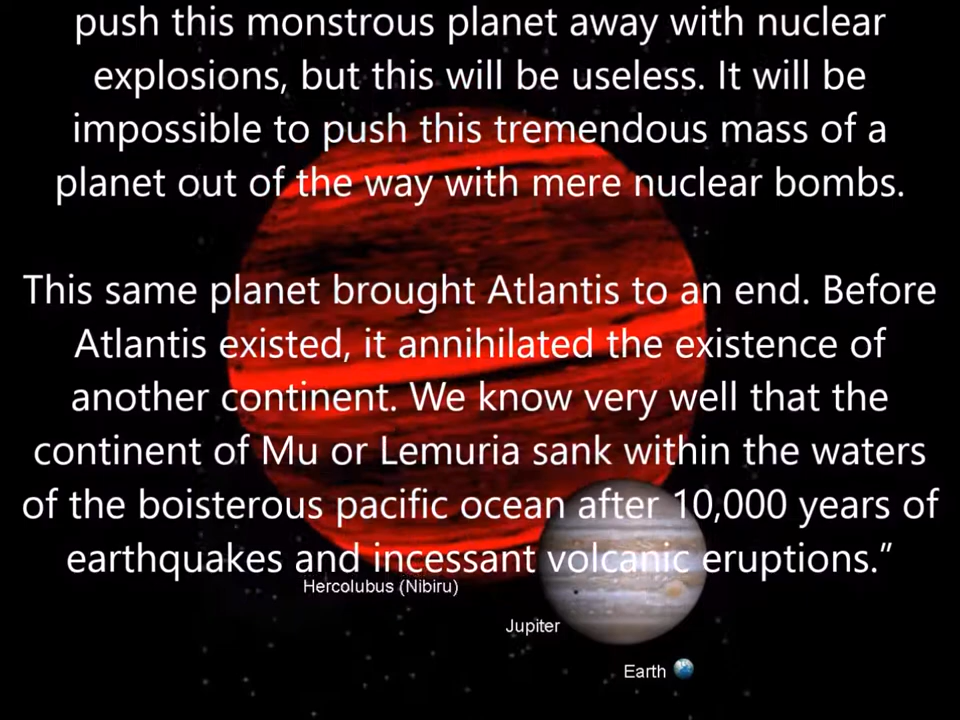 push this monstrous planet away with nuclear
explosions, but this will be useless. It will be
impossible to push this tremendous mass of a
planet out of the way with mere nuclear bombs.
This same planet brought Atlantis to an end. Before
Atlantis existed, it annihilated the existence of
another continent. We know very well that the
continent of Mu or Lemuria sank within the waters
of the boisterous pacific ocean after 10,000 years of
earthquakes and incessant volcanic eruptions.”
Hercolubus (Nibiru)
Jupiter
Earth